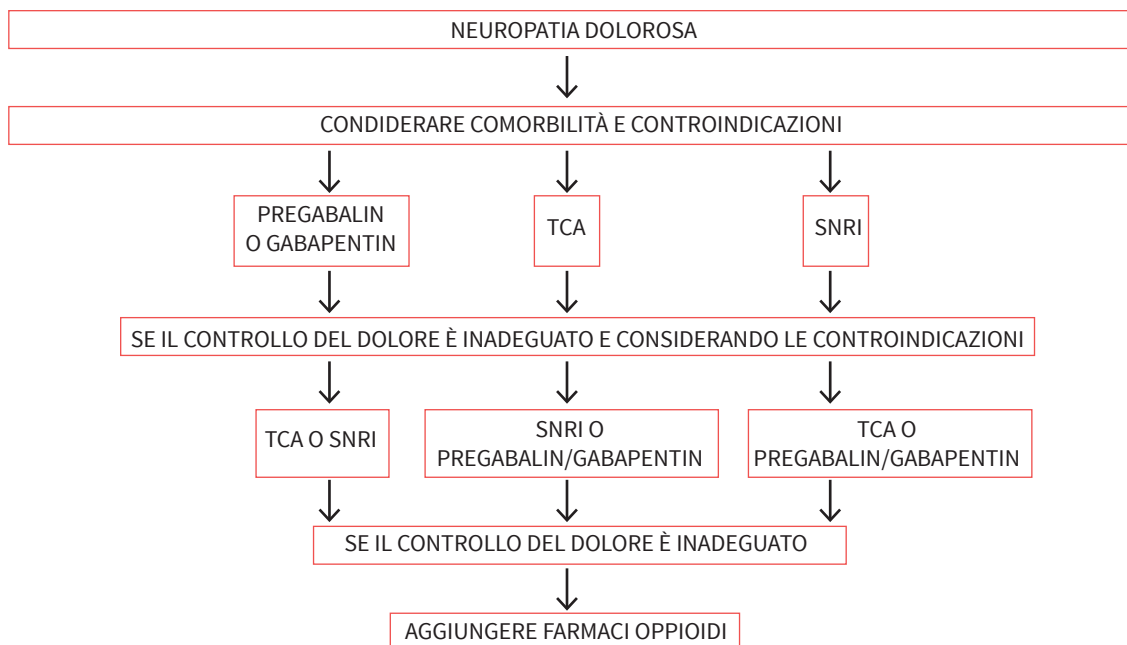 NEUROPATIA DOLOROSA
CONDIDERARE COMORBILITÀ E CONTROINDICAZIONI
PREGABALIN
O GABAPENTIN
TCA
SNRI
SE IL CONTROLLO DEL DOLORE È INADEGUATO E CONSIDERANDO LE CONTROINDICAZIONI
TCA O SNRI
SNRI O
PREGABALIN/GABAPENTIN
TCA O
PREGABALIN/GABAPENTIN
SE IL CONTROLLO DEL DOLORE È INADEGUATO
AGGIUNGERE FARMACI OPPIOIDI